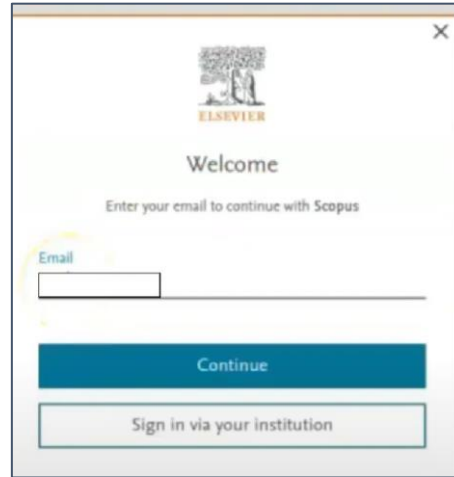 ELSEVIER
Welcome
Enter your email to continue with Scopus
Email
Continue
Sign in via your institution